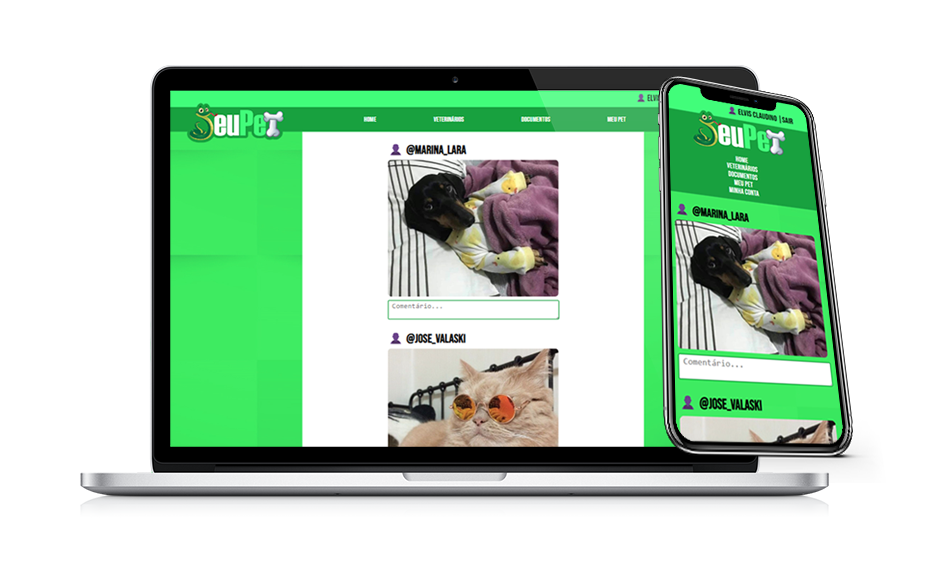 ELVIS
SeuPet
HOME
VETERINÁRIOS
DOCUMENTOS
MEU PET
@MARINA_LARA
Comentário...
@JOSE_VALASKI
ELVIS CLAUDINO | SAIR
SeuPet
HOME
VETERINÁRIOS
DOCUMENTOS
MEU PET
MINHA CONTA
@MARINA_LARA
Comentário...
@JOSE_VALASKI